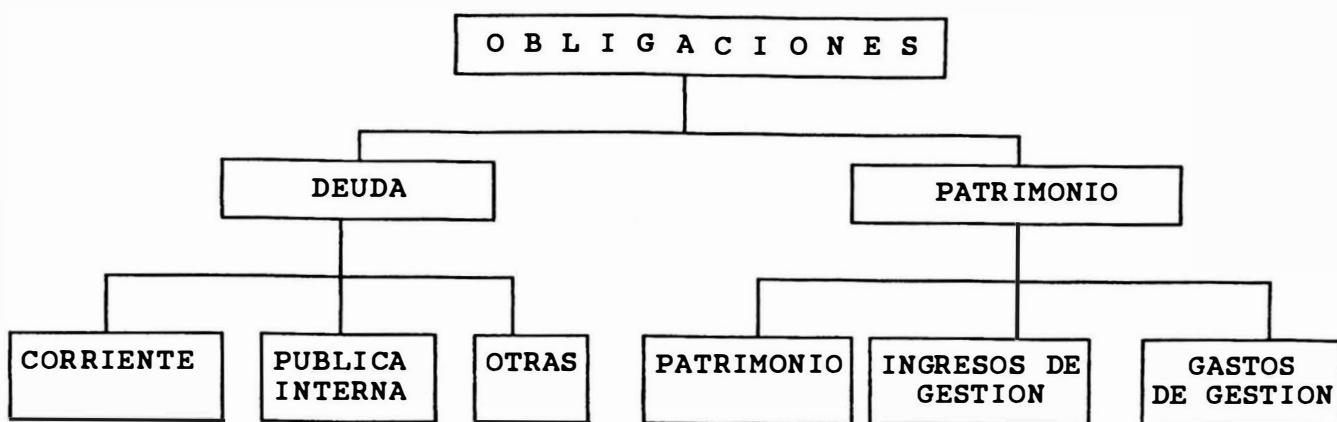 O B L I G A C I O N E S
DEUDA
PATRIMONIO
CORRIENTE
PUBLICA
INTERNA
OTRAS
PATRIMONIO
INGRESOS DE
GESTION
GASTOS
DE GESTION